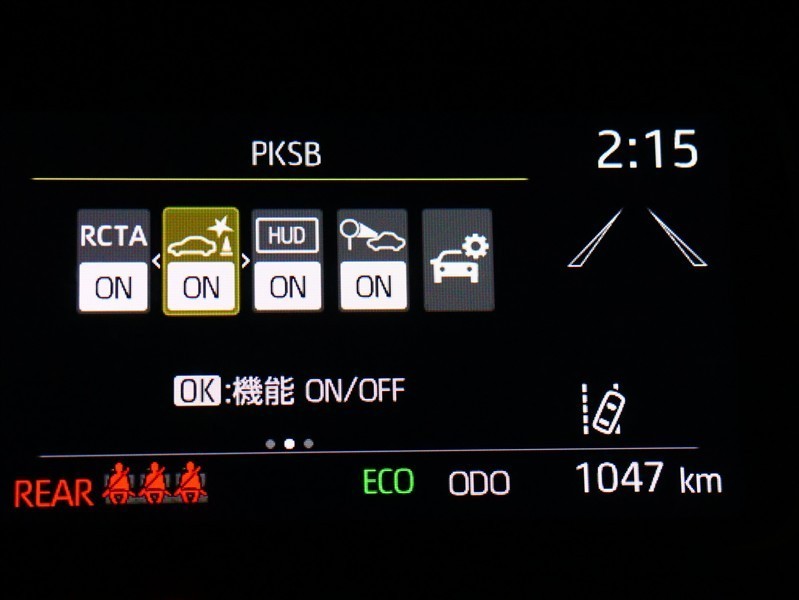 PKSB
2:15
RCTA HUD
ON ON ON ON
OK:機能 ON/OFF
REAR ECO ODO 1047 km